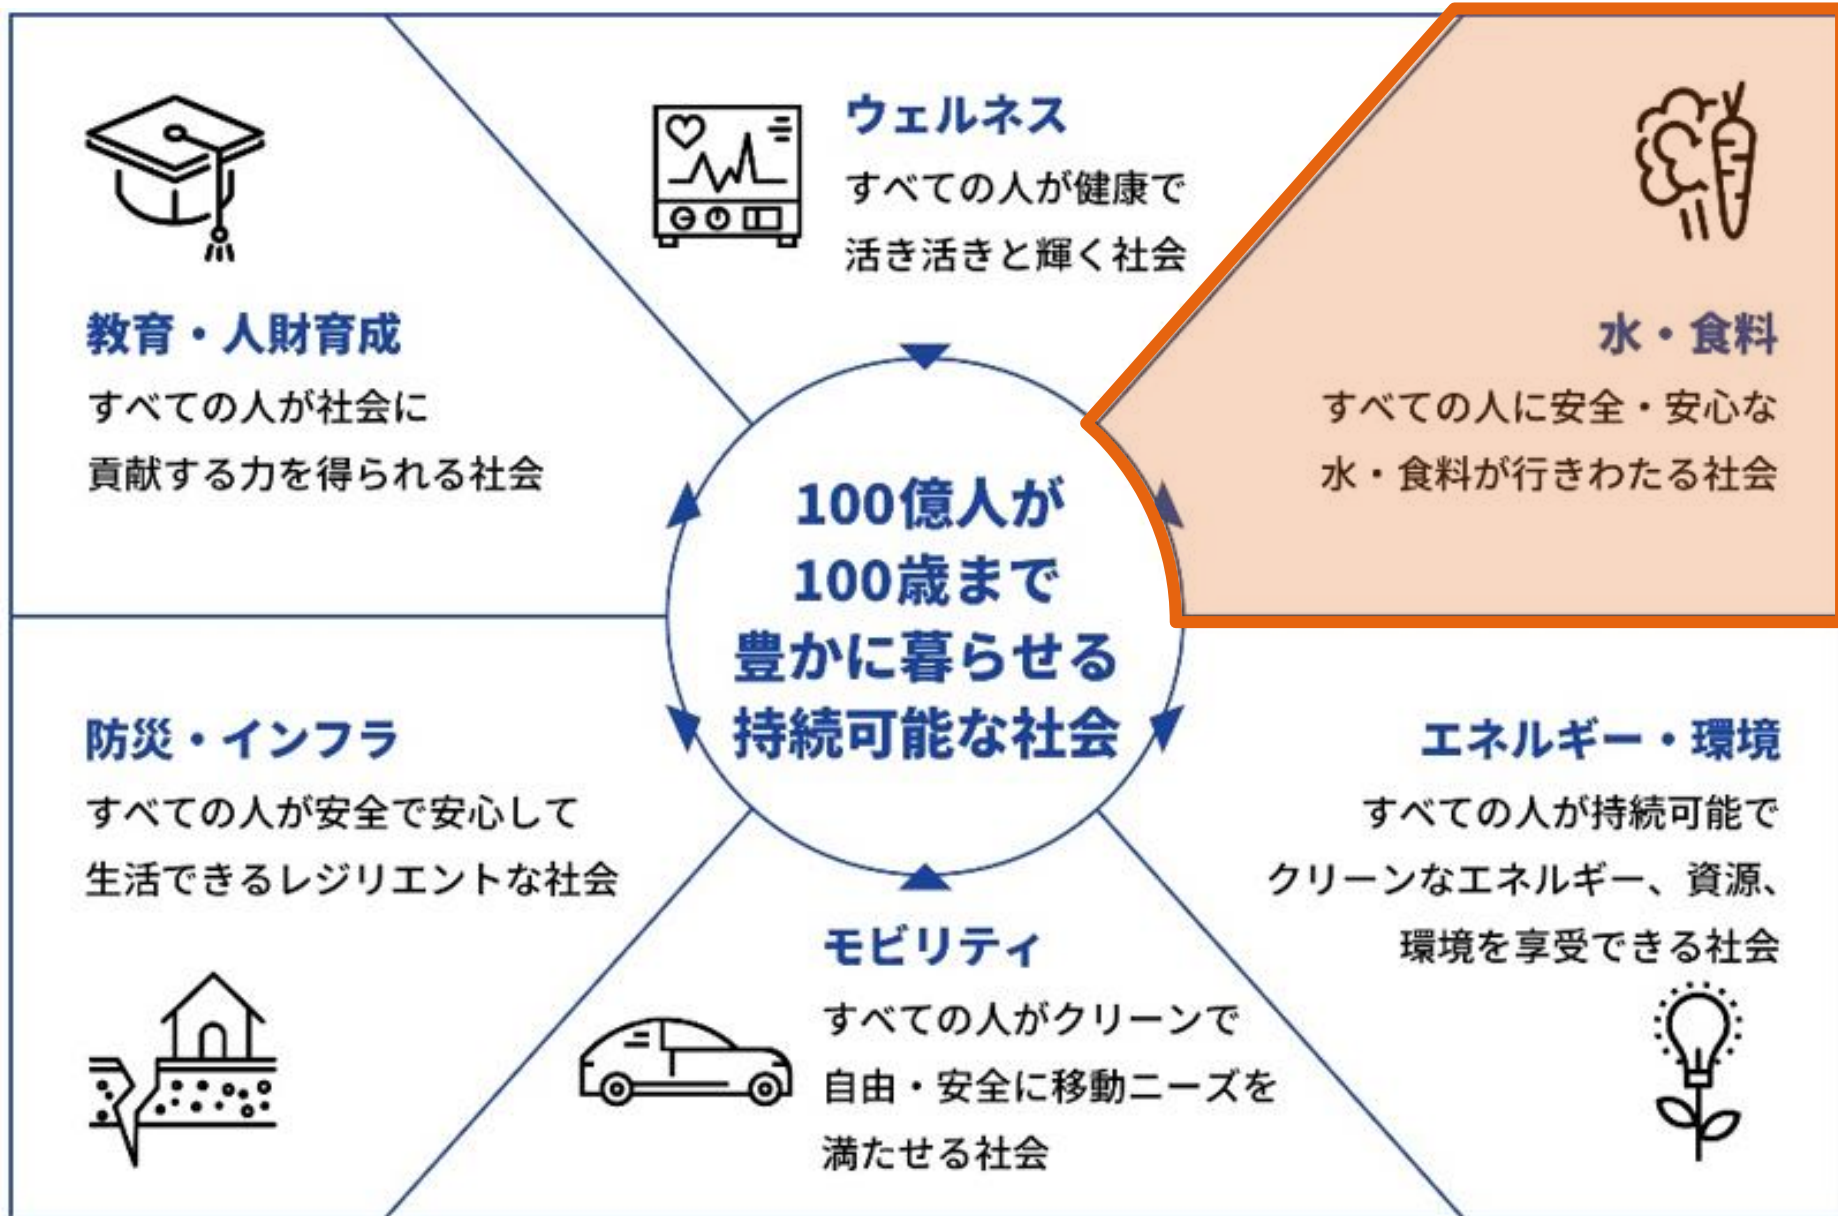 教育・人財育成
すべての人が社会に
貢献する力を得られる社会
ウェルネス
すべての人が健康で
活き活きと輝く社会
水・食料
すべての人に安全・安心な
水・食料が行きわたる社会
100億人が
100歳まで
豊かに暮らせる
持続可能な社会
防災・インフラ
すべての人が安全で安心して
生活できるレジリエントな社会
モビリティ
すべての人がクリーンで
自由・安全に移動ニーズを
満たせる社会
エネルギー・環境
すべての人が持続可能で
クリーンなエネルギー、資源、
環境を享受できる社会